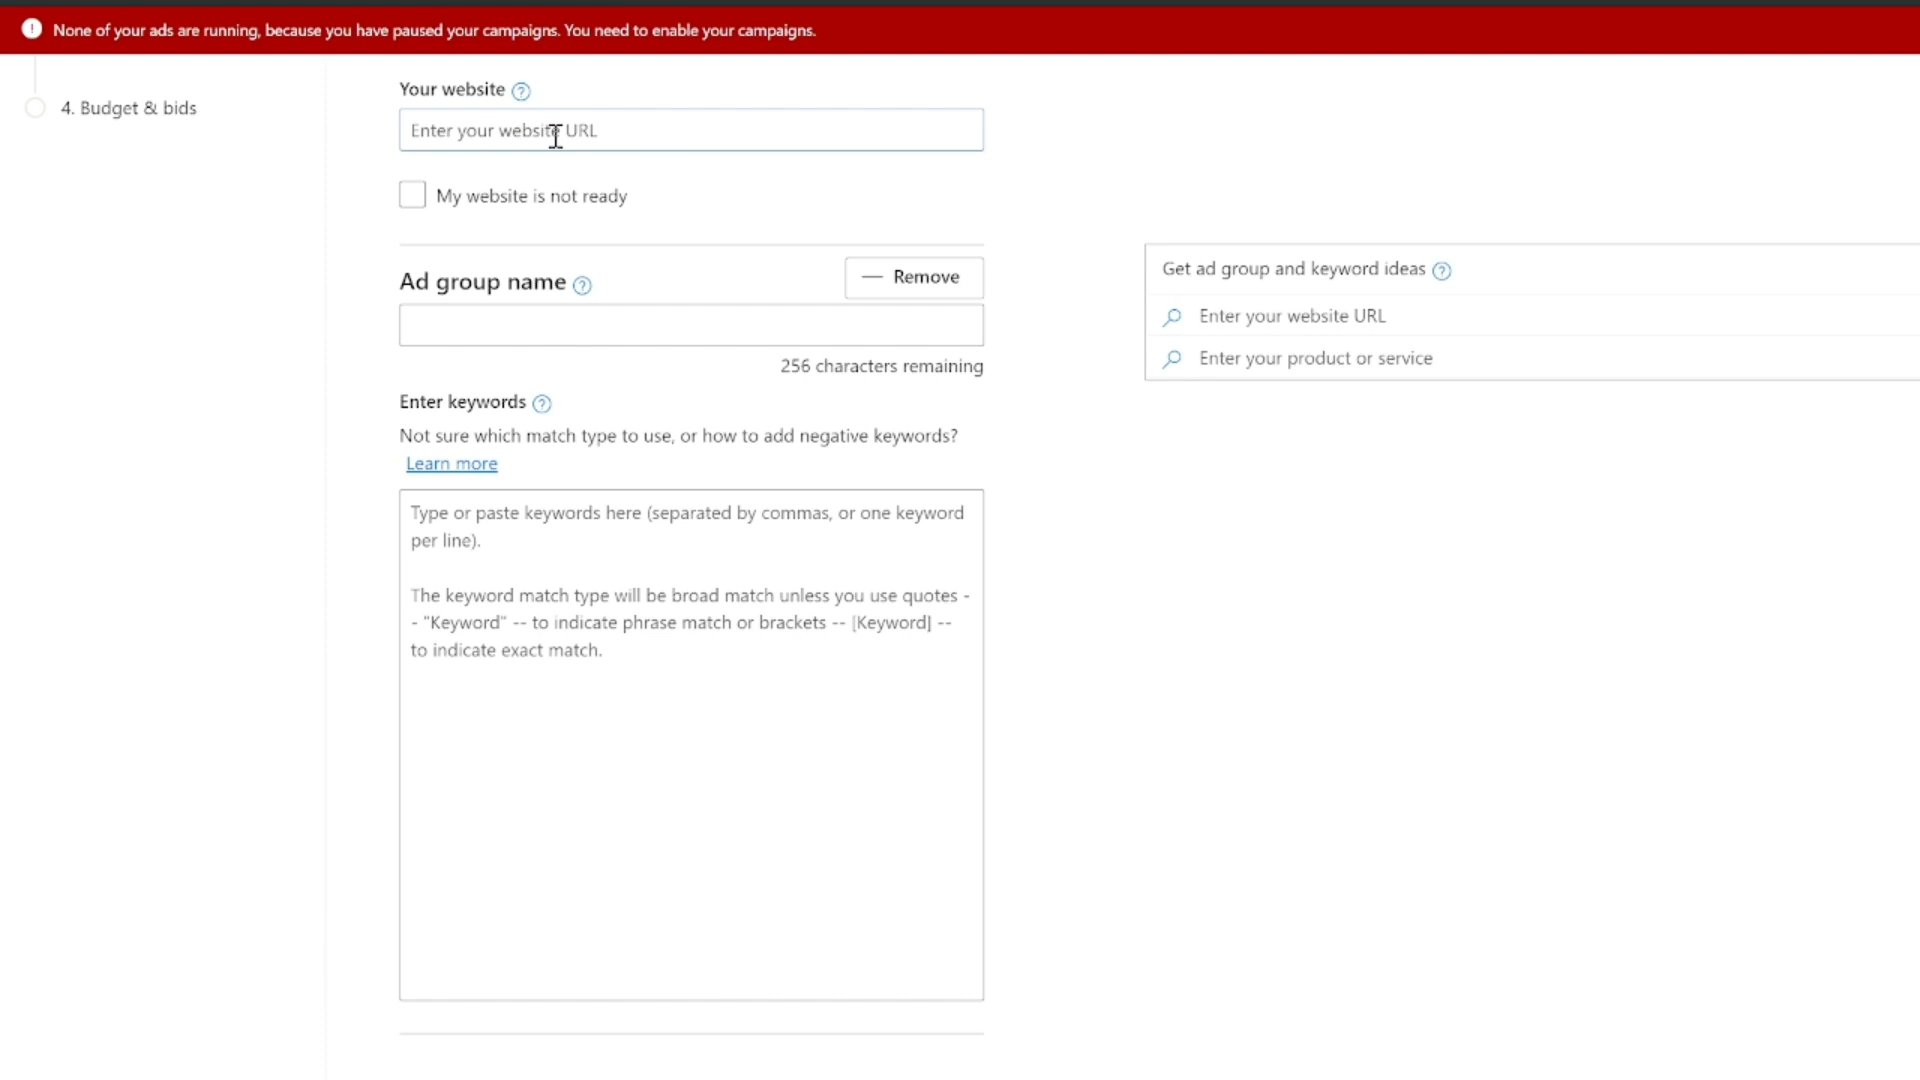 None of your ads are running, because you have paused your campaigns. You need to enable your campaigns.
4. Budget & bids
Your website
Enter your website URL
My website is not ready
Ad group name
— Remove
256 characters remaining
Enter keywords
Not sure which match type to use, or how to add negative keywords?
Learn more
Type or paste keywords here (separated by commas, or one keyword
per line).
The keyword match type will be broad match unless you use quotes -
- "Keyword" -- to indicate phrase match or brackets -- [Keyword] --
to indicate exact match.
Get ad group and keyword ideas
Enter your website URL
Enter your product or service